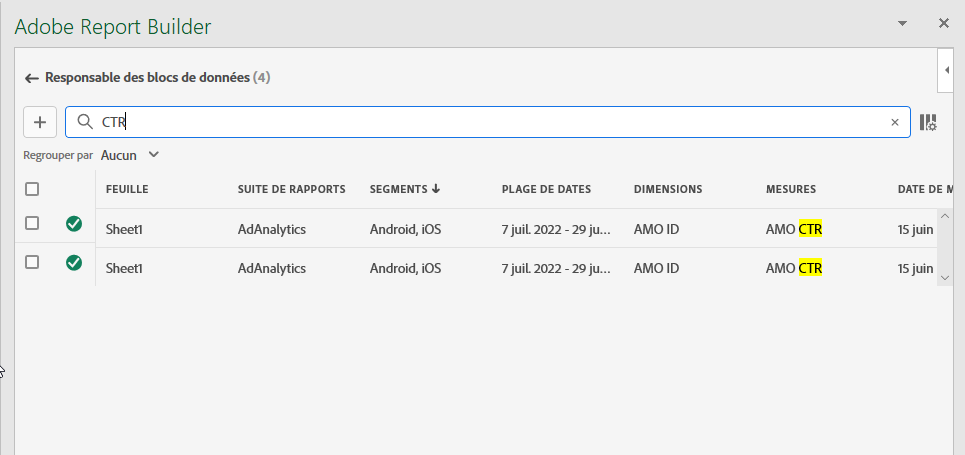 Adobe Report Builder
Responsable des blocs de données (4)
CTR
Regrouper par Aucun
FEUILLE SUITE DE RAPPORTS SEGMENTS PLAGE DE DATES DIMENSIONS MESURES DATE DE M
Sheet1 AdAnalytics Android, iOS 7 juil. 2022 - 29 ju... AMO ID AMO CTR 15 juin
Sheet1 AdAnalytics Android, iOS 7 juil. 2022 - 29 ju... AMO ID AMO CTR 15 juin